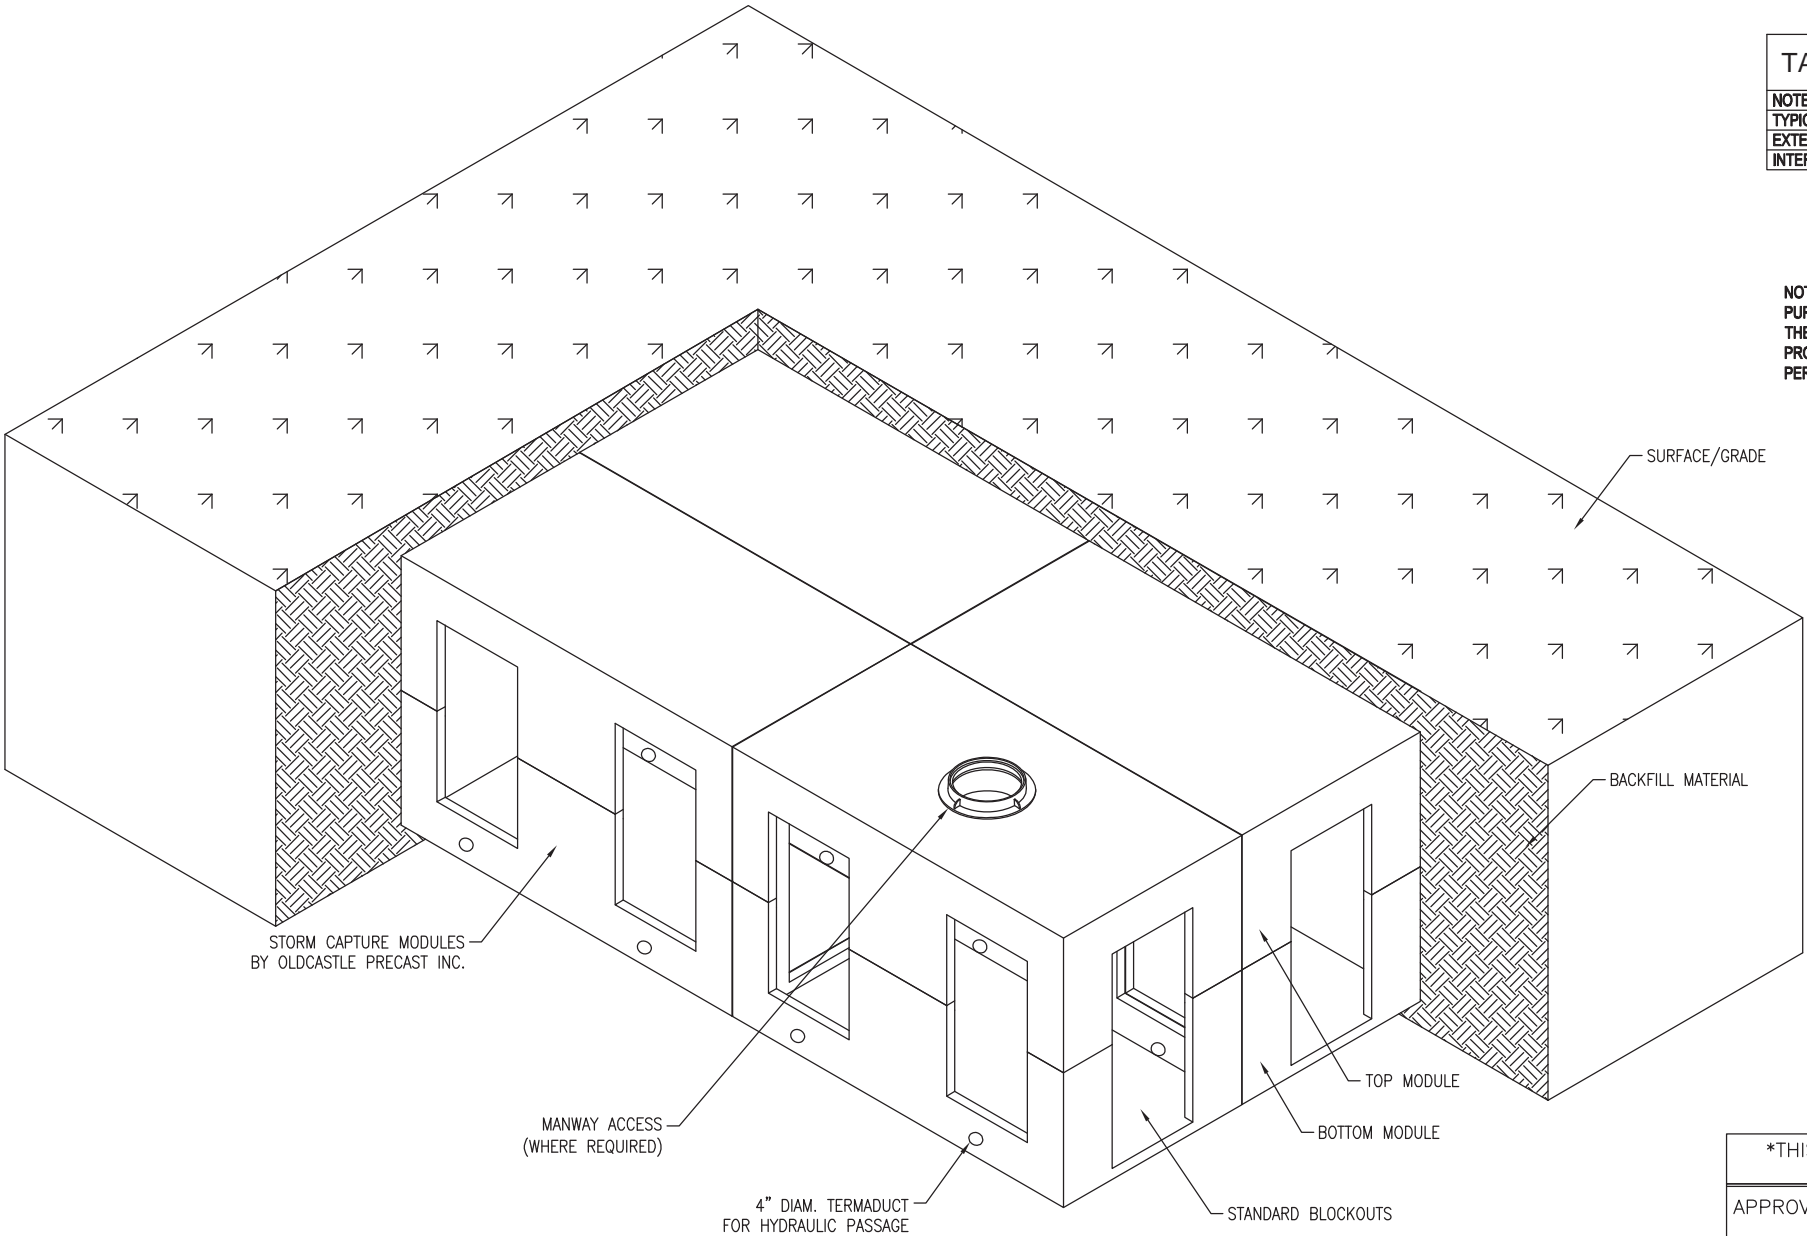 SURFACE/GRADE
BACKFILL MATERIAL
STORM CAPTURE MODULES
BY OLDCASTLE PRECAST INC.
TOP MODULE
MANWAY ACCESS
(WHERE REQUIRED)
BOTTOM MODULE
*THIS
4" DIAM. TERMADUCT
FOR HYDRAULIC PASSAGE
STANDARD BLOCKOUTS